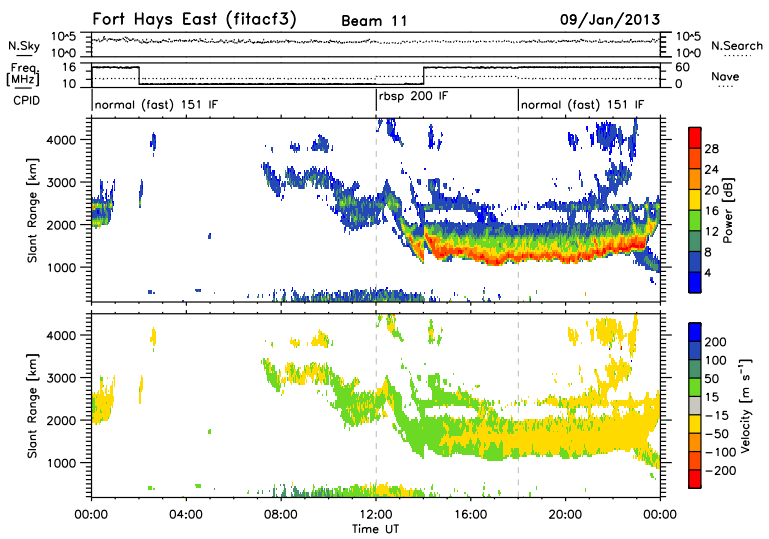 Fort Hays East (fitacf3) Beam 11 09/Jan/2013
N.Sky 10^5 10^0 10^5 10^0 N.Search
Freq. [MHz] 16 10 60 0 Nave
CPID normal (fast) 151 IF rbsp 200 IF normal (fast) 151 IF
Slant Range [km] 4000 3000 2000 1000
Power [dB] 28 24 20 16 12 8 4
Slant Range [km] 4000 3000 2000 1000
Velocity [m s⁻¹] 200 100 50 15 −15 −50 −100 −200
00:00 04:00 08:00 12:00 16:00 20:00 00:00
Time UT